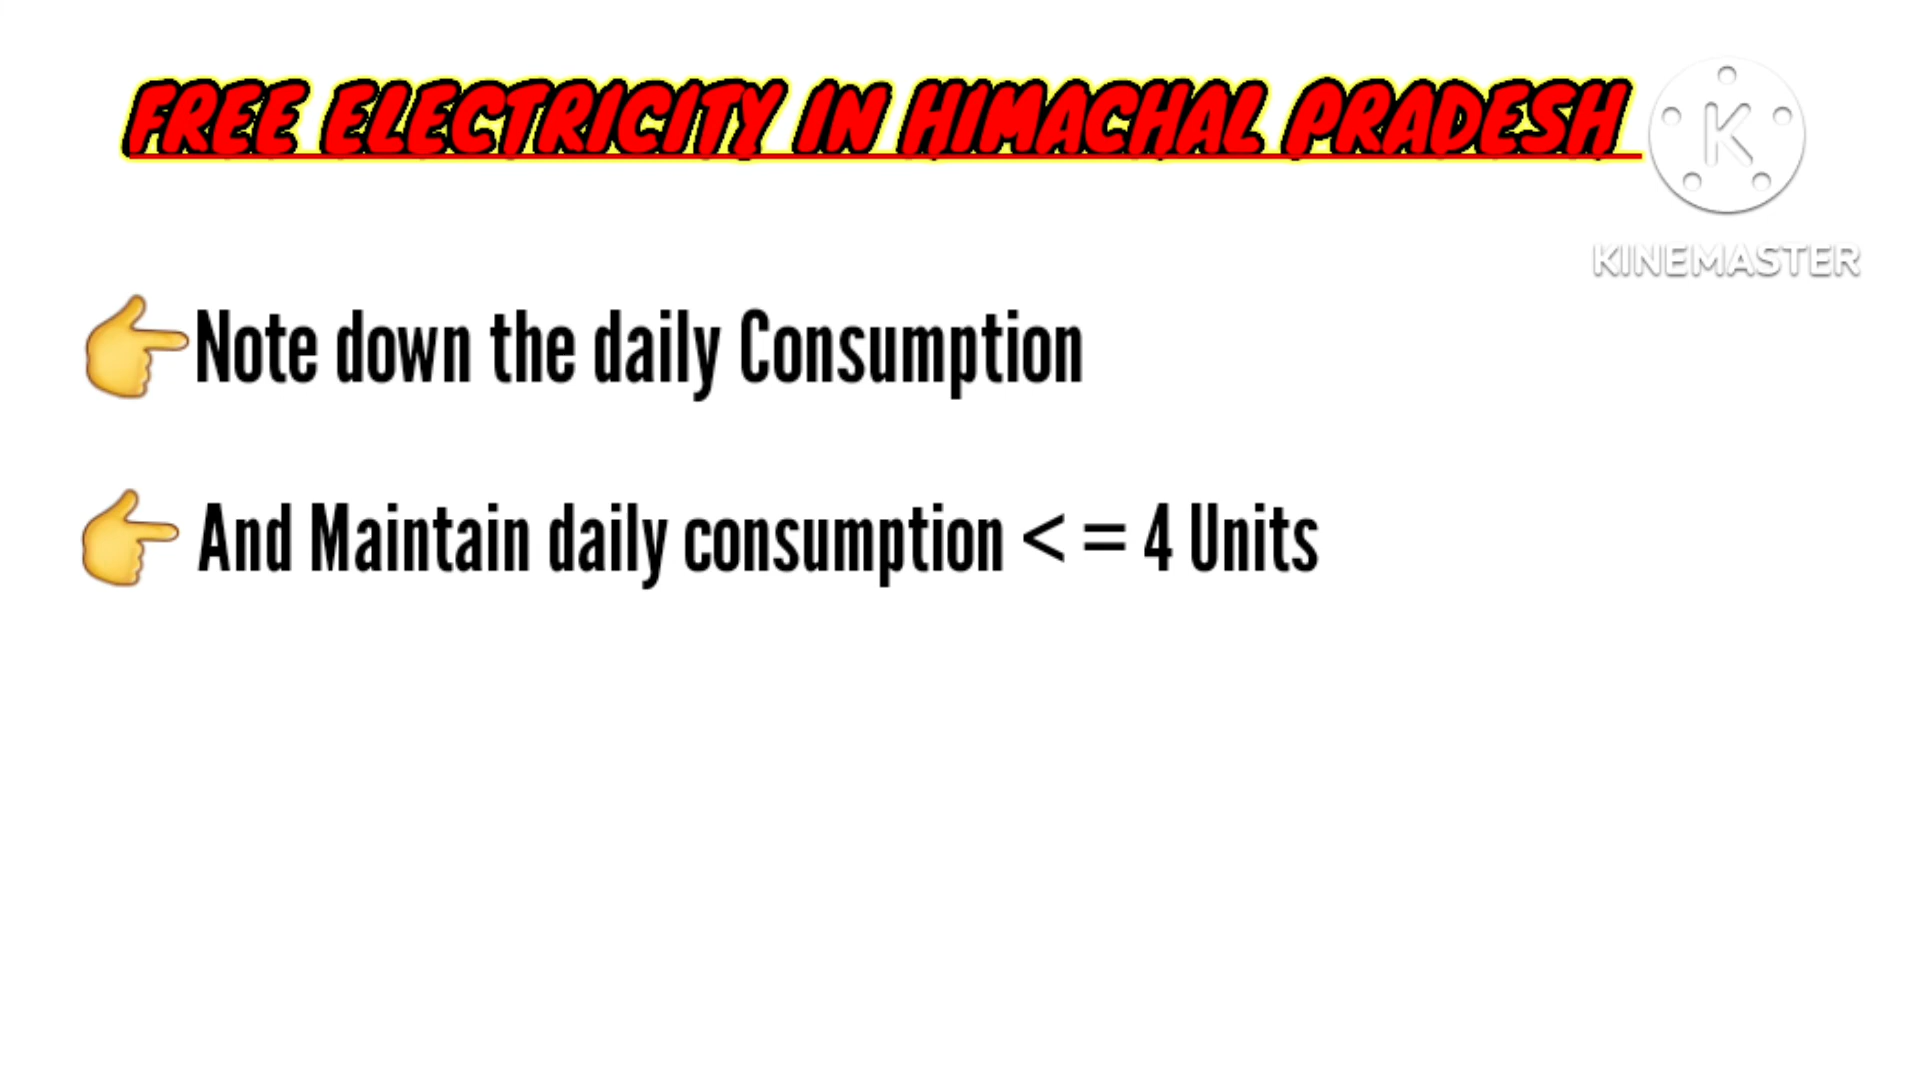 FREE ELECTRICITY IN HIMACHAL PRADESH
K
KINEMASTER
👉Note down the daily Consumption
👉 And Maintain daily consumption < = 4 Units